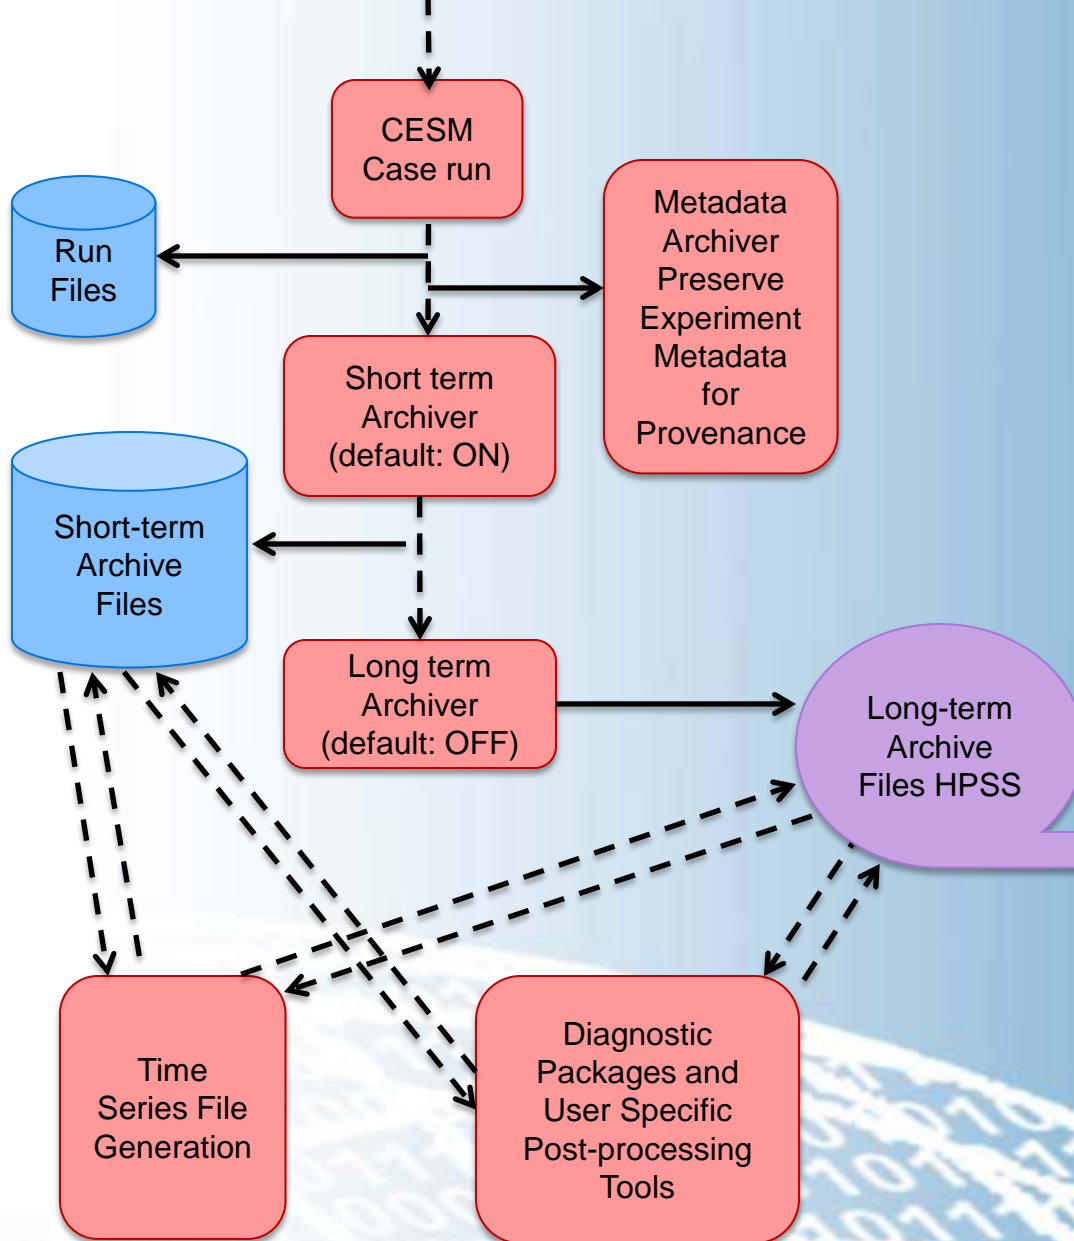 CESM
Case run
Run
Files
Metadata
Archiver
Preserve
Experiment
Metadata
for
Provenance
Short term
Archiver
(default: ON)
Short-term
Archive
Files
Long term
Archiver
(default: OFF)
Long-term
Archive
Files HPSS
Time
Series File
Generation
Diagnostic
Packages and
User Specific
Post-processing
Tools